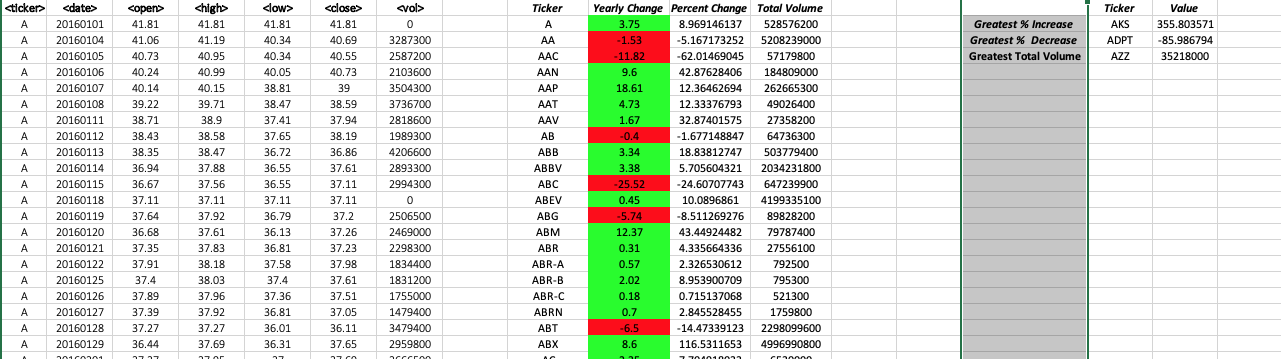 <ticker> <date> <open> <high> <low> <close> <vol> Ticker Yearly Change Percent Change Total Volume Ticker Value
A 20160101 41.81 41.81 41.81 41.81 0 A 3.75 8.969146137 528576200 Greatest % Increase AKS 355.803571
A 20160104 41.06 41.19 40.34 40.69 3287300 AA -1.53 -5.167173252 5208239000 Greatest % Decrease ADPT -85.986794
A 20160105 40.73 40.95 40.34 40.55 2587200 AAC -11.82 -62.01469045 57179800 Greatest Total Volume AZZ 35218000
A 20160106 40.24 40.99 40.05 40.73 2103600 AAN 9.6 42.87628406 184809000
A 20160107 40.14 40.15 38.81 39 3504300 AAP 18.61 12.36462694 262665300
A 20160108 39.22 39.71 38.47 38.59 3736700 AAT 4.73 12.33376793 49026400
A 20160111 38.71 38.9 37.41 37.94 2818600 AAV 1.67 32.87401575 27358200
A 20160112 38.43 38.58 37.65 38.19 1989300 AB -0.4 -1.677148847 64736300
A 20160113 38.35 38.47 36.72 36.86 4206600 ABB 3.34 18.83812747 503779400
A 20160114 36.94 37.88 36.55 37.61 2893300 ABBV 3.38 5.705604321 2034231800
A 20160115 36.67 37.56 36.55 37.11 2994300 ABC -25.52 -24.60707743 647239900
A 20160118 37.11 37.11 37.11 37.11 0 ABEV 0.45 10.0896861 4199335100
A 20160119 37.64 37.92 36.79 37.2 2506500 ABG -5.74 -8.511269276 89828200
A 20160120 36.68 37.61 36.13 37.26 2469000 ABM 12.37 43.44924482 79787400
A 20160121 37.35 37.83 36.81 37.23 2298300 ABR 0.31 4.335664336 27556100
A 20160122 37.91 38.18 37.58 37.98 1834400 ABR-A 0.57 2.326530612 792500
A 20160125 37.4 38.03 37.4 37.61 1831200 ABR-B 2.02 8.953900709 795300
A 20160126 37.89 37.96 37.36 37.51 1755000 ABR-C 0.18 0.715137068 521300
A 20160127 37.39 37.92 36.81 37.05 1479400 ABRN 0.7 2.845528455 1759800
A 20160128 37.27 37.27 36.01 36.11 3479400 ABT -6.5 -14.47339123 2298099600
A 20160129 36.44 37.69 36.31 37.65 2959800 ABX 8.6 116.5311653 4996990800